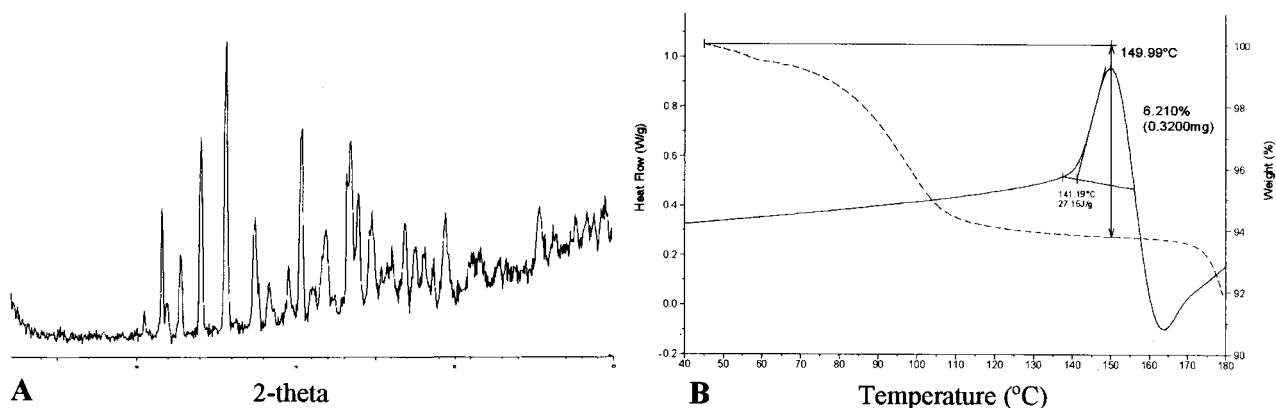 A
2-theta
40 50 60 70 80 90 100 110 120 130 140 150 160 170 180
1.0
0.8
0.6
0.4
0.2
0.0
-0.2
Heat Flow (W/g)
149.99°C
6.210%
(0.3200mg)
141.19°C
27.15J/g
100
98
96
94
92
90
Weight (%)
B
Temperature (°C)